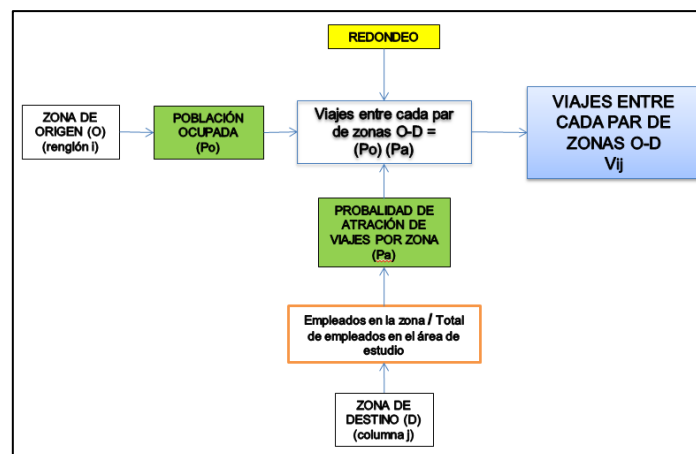 REDONDEO
ZONA DE
ORIGEN (O)
(renglón i)
POBLACIÓN
OCUPADA
(Po)
Viajes entre cada par
de zonas O-D =
(Po) (Pa)
VIAJES ENTRE
CADA PAR DE
ZONAS O-D
Vij
PROBALIDAD DE
ATRACIÓN DE
VIAJES POR ZONA
(Pa)
Empleados en la zona / Total
de empleados en el área de
estudio
ZONA DE
DESTINO (D)
(columna j)